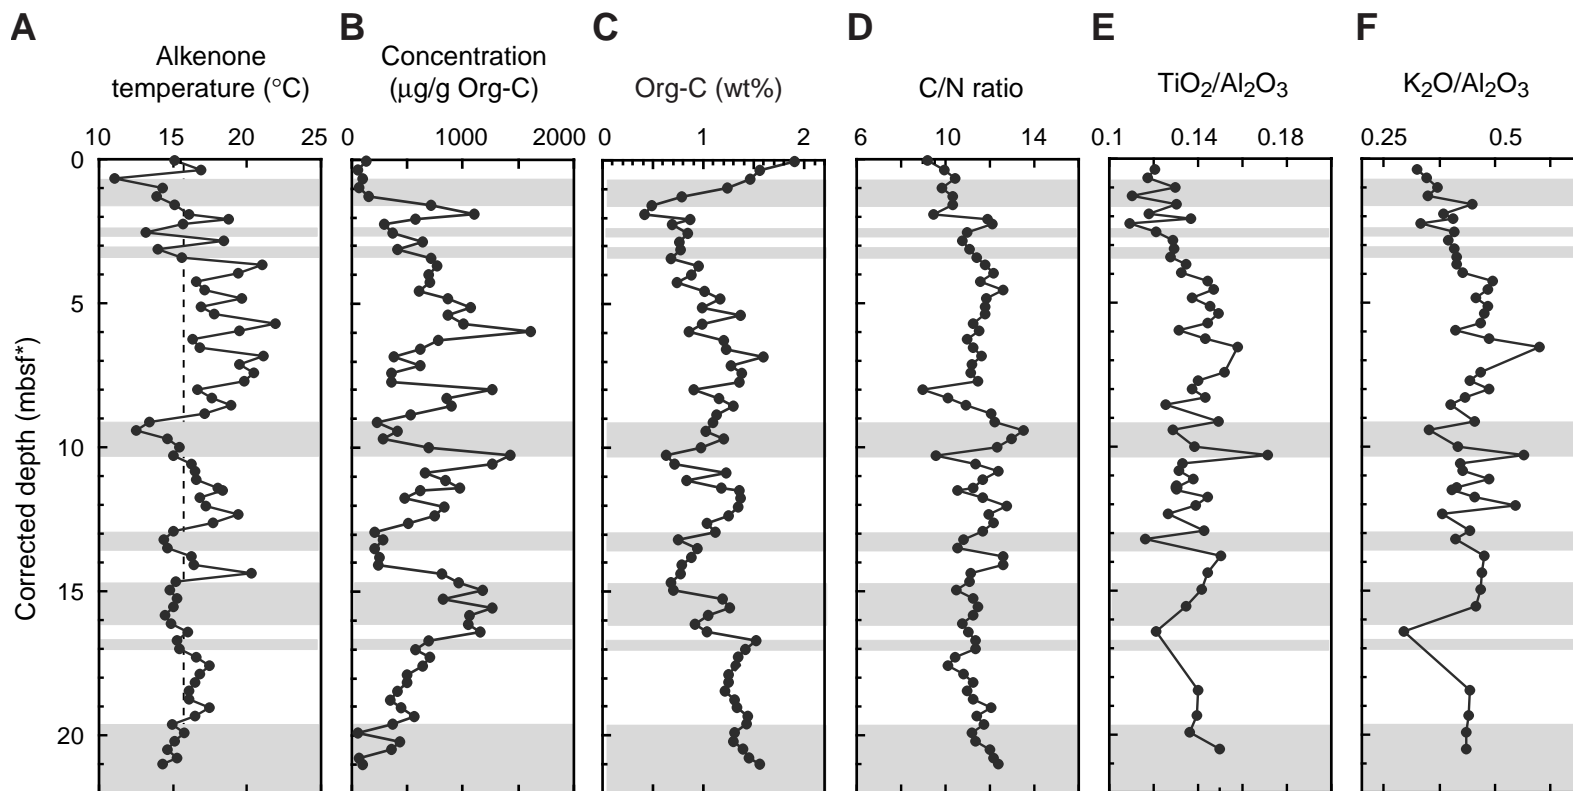 A B C D E F
Alkenone
temperature (°C)
Concentration
(μg/g Org-C)
Org-C (wt%)
C/N ratio
TiO2/Al2O3
K2O/Al2O3
10 15 20 25
0 1000 2000
0 1 2
6 10 14
0.1 0.14 0.18
0.25 0.5
Corrected depth (mbsf*)
0
5
10
15
20